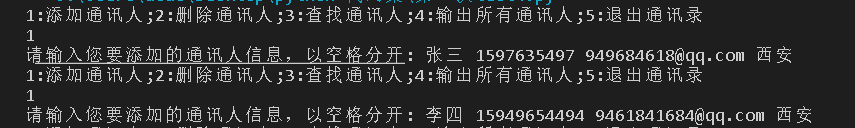 1:添加通讯人;2:删除通讯人;3:查找通讯人;4:输出所有通讯人;5:退出通讯录
1
请输入您要添加的通讯人信息，以空格分开: 张三 1597635497 949684618@qq.com 西安
1:添加通讯人;2:删除通讯人;3:查找通讯人;4:输出所有通讯人;5:退出通讯录
1
请输入您要添加的通讯人信息，以空格分开: 李四 15949654494 9461841684@qq.com 西安